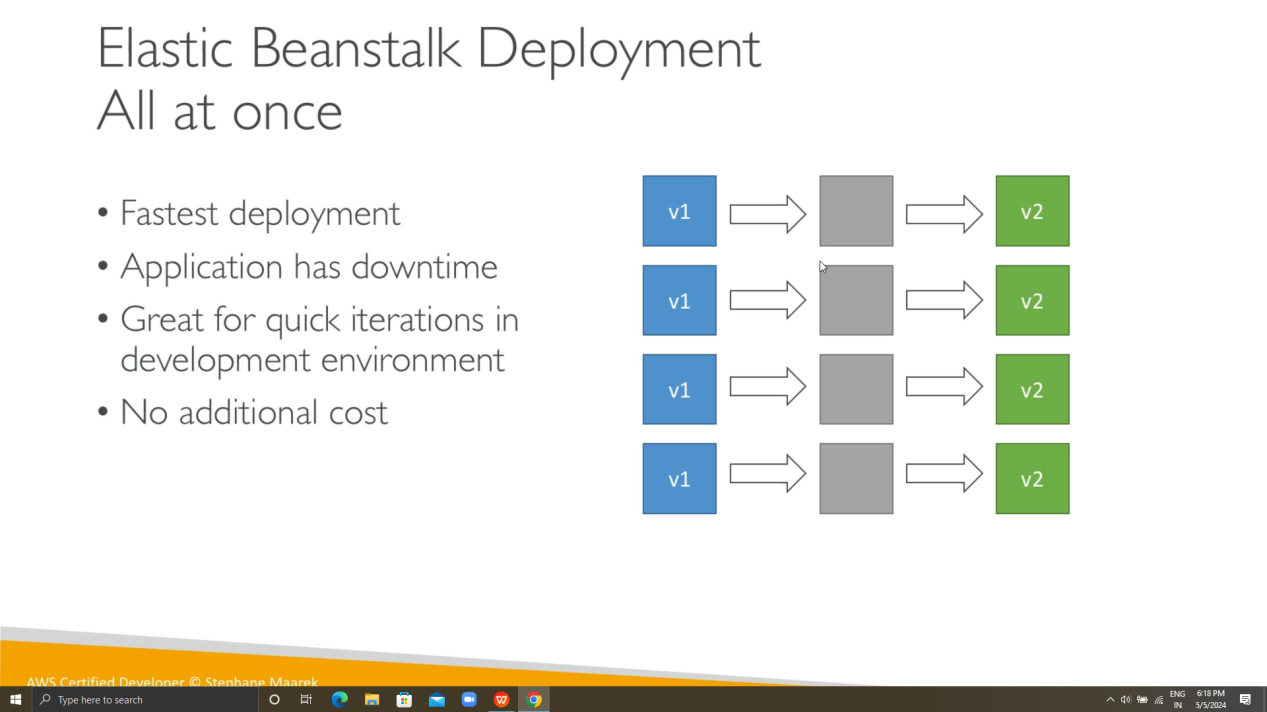 Elastic Beanstalk Deployment
All at once
• Fastest deployment
• Application has downtime
• Great for quick iterations in
development environment
• No additional cost
v1 v2
v1 v2
v1 v2
v1 v2
AWS Certified Developer © Stephane Maarek
Type here to search
ENG
IN
6:18 PM
5/5/2024